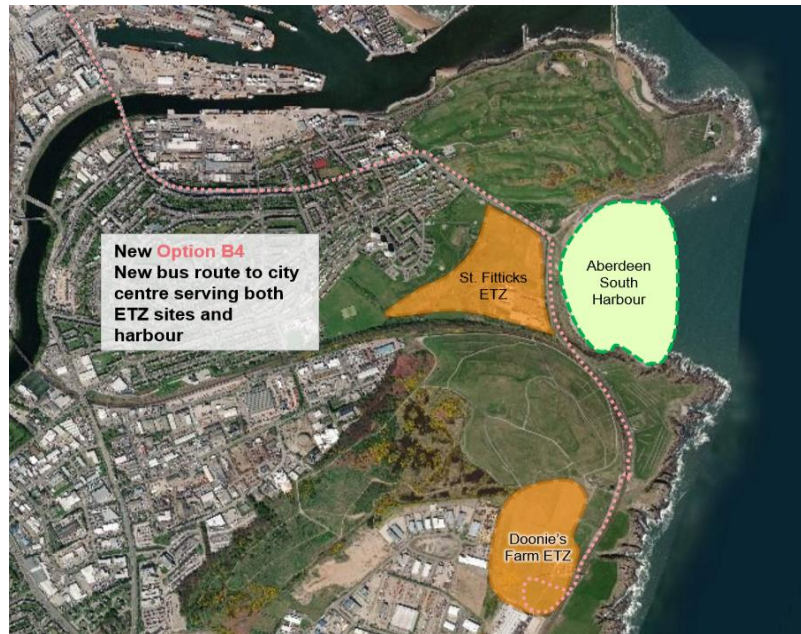 New Option B4
New bus route to city
centre serving both
ETZ sites and
harbour
St. Fitticks
ETZ
Aberdeen
South
Harbour
Doonie's
Farm ETZ